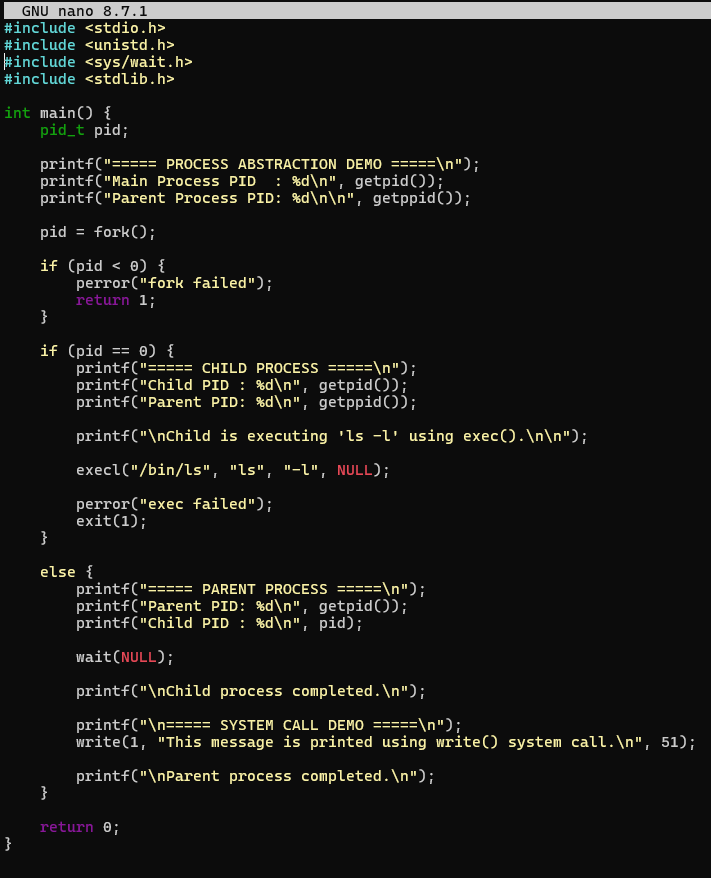 GNU nano 8.7.1
#include <stdio.h>
#include <unistd.h>
#include <sys/wait.h>
#include <stdlib.h>

int main() {
    pid_t pid;

    printf("===== PROCESS ABSTRACTION DEMO =====\n");
    printf("Main Process PID  : %d\n", getpid());
    printf("Parent Process PID: %d\n\n", getppid());

    pid = fork();

    if (pid < 0) {
        perror("fork failed");
        return 1;
    }

    if (pid == 0) {
        printf("===== CHILD PROCESS =====\n");
        printf("Child PID : %d\n", getpid());
        printf("Parent PID: %d\n", getppid());

        printf("\nChild is executing 'ls -l' using exec().\n\n");

        execl("/bin/ls", "ls", "-l", NULL);

        perror("exec failed");
        exit(1);
    }

    else {
        printf("===== PARENT PROCESS =====\n");
        printf("Parent PID: %d\n", getpid());
        printf("Child PID : %d\n", pid);

        wait(NULL);

        printf("\nChild process completed.\n");

        printf("\n===== SYSTEM CALL DEMO =====\n");
        write(1, "This message is printed using write() system call.\n", 51);

        printf("\nParent process completed.\n");
    }

    return 0;
}